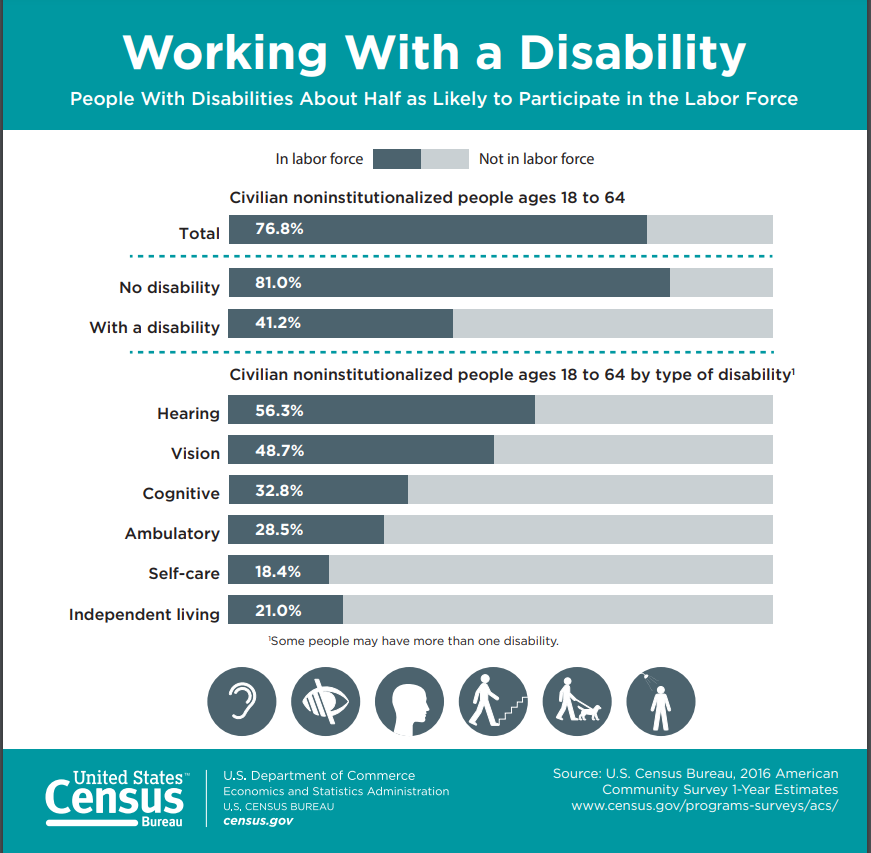 Working With a Disability
People With Disabilities About Half as Likely to Participate in the Labor Force
In labor force Not in labor force
Civilian noninstitutionalized people ages 18 to 64
Total 76.8%
No disability 81.0%
With a disability 41.2%
Civilian noninstitutionalized people ages 18 to 64 by type of disability¹
Hearing 56.3%
Vision 48.7%
Cognitive 32.8%
Ambulatory 28.5%
Self-care 18.4%
Independent living 21.0%
¹Some people may have more than one disability.
United States™
Census
Bureau
U.S. Department of Commerce
Economics and Statistics Administration
U,S, CENSUS BUREAU
census.gov
Source: U.S. Census Bureau, 2016 American
Community Survey 1-Year Estimates
www.census.gov/programs-surveys/acs/